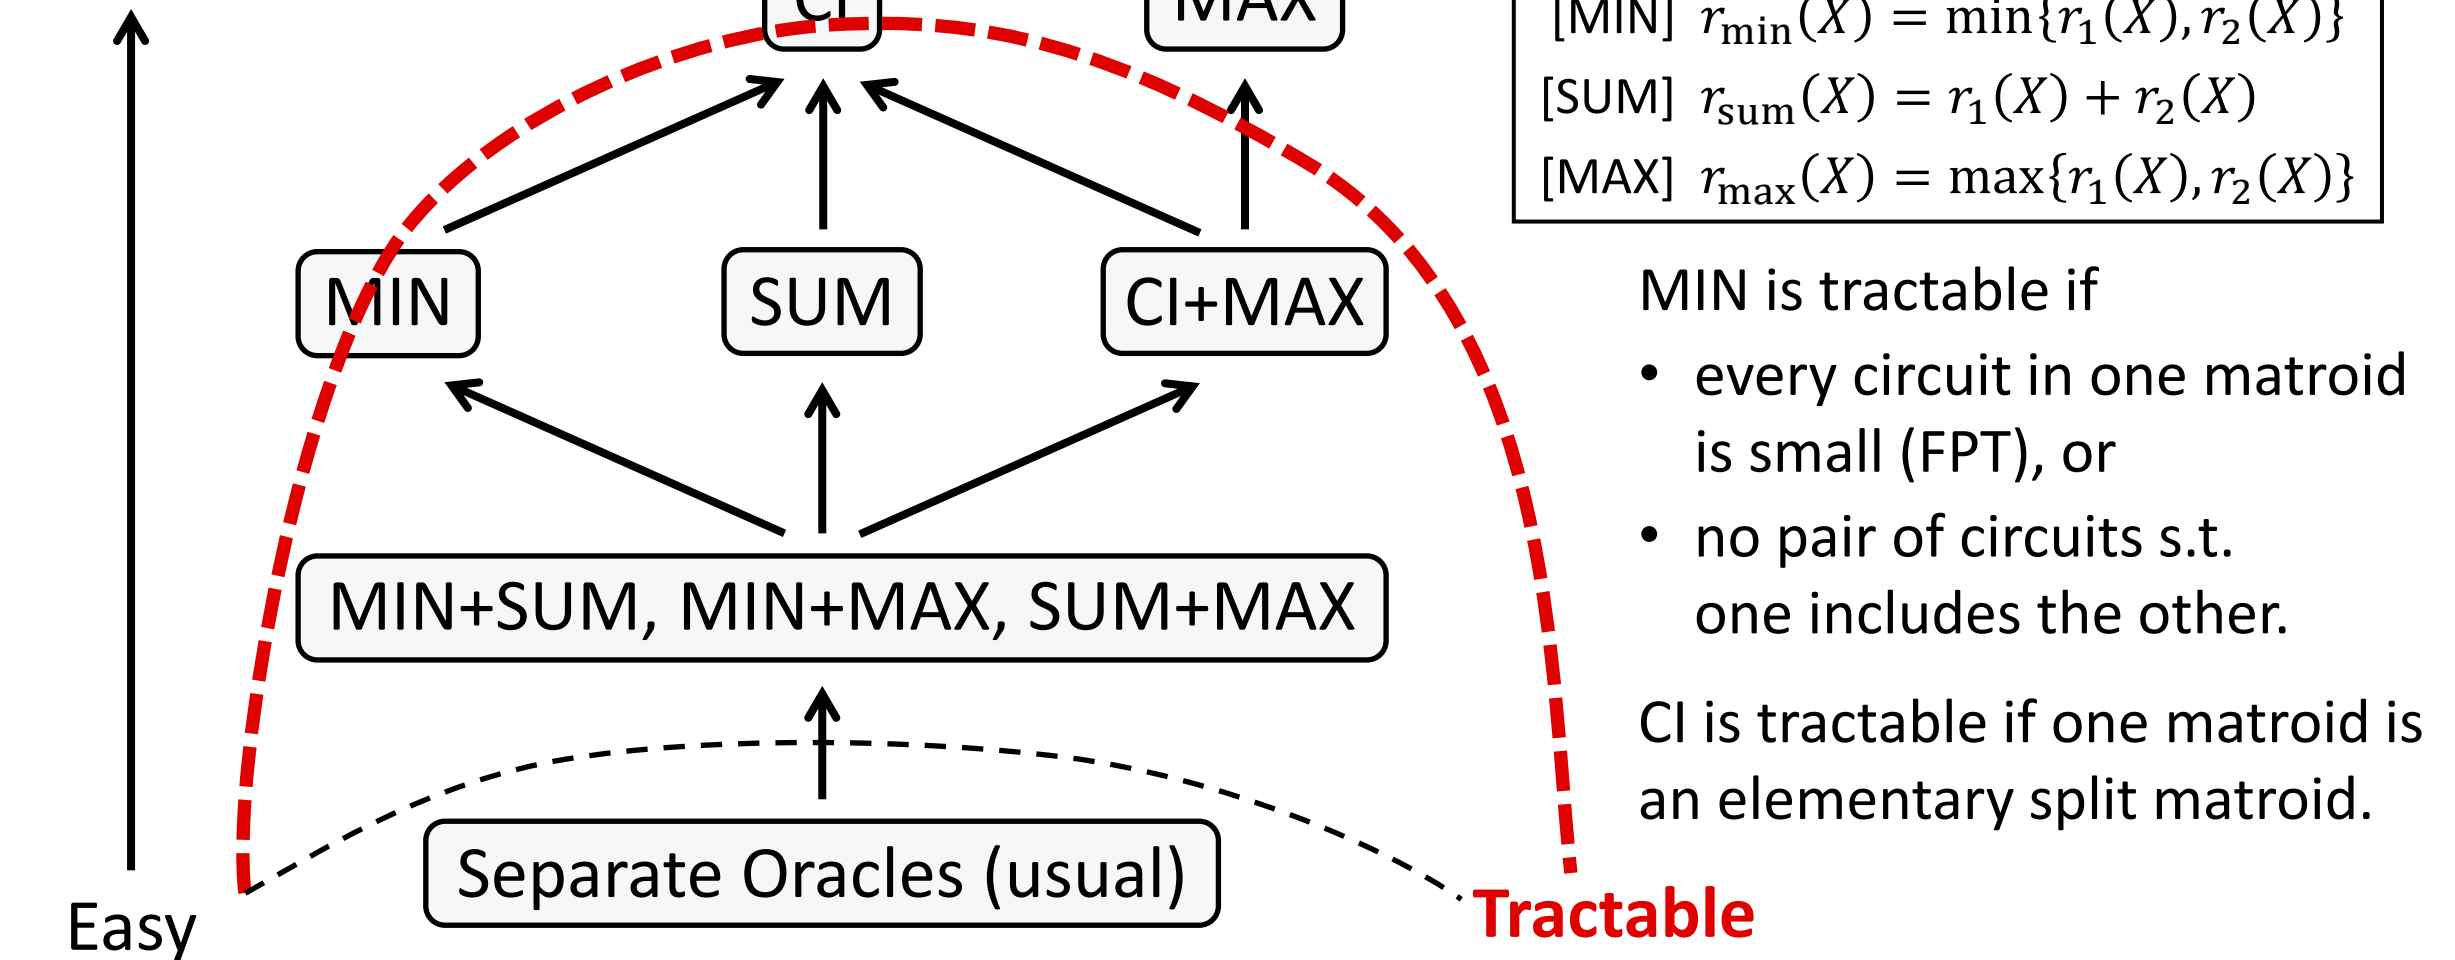 CI
MAX
[MIN] r_min(X) = min{r_1(X), r_2(X)}
[SUM] r_sum(X) = r_1(X) + r_2(X)
[MAX] r_max(X) = max{r_1(X), r_2(X)}
MIN
SUM
CI+MAX
MIN+SUM, MIN+MAX, SUM+MAX
Separate Oracles (usual)
Easy
Tractable
MIN is tractable if
• every circuit in one matroid
is small (FPT), or
• no pair of circuits s.t.
one includes the other.
CI is tractable if one matroid is
an elementary split matroid.